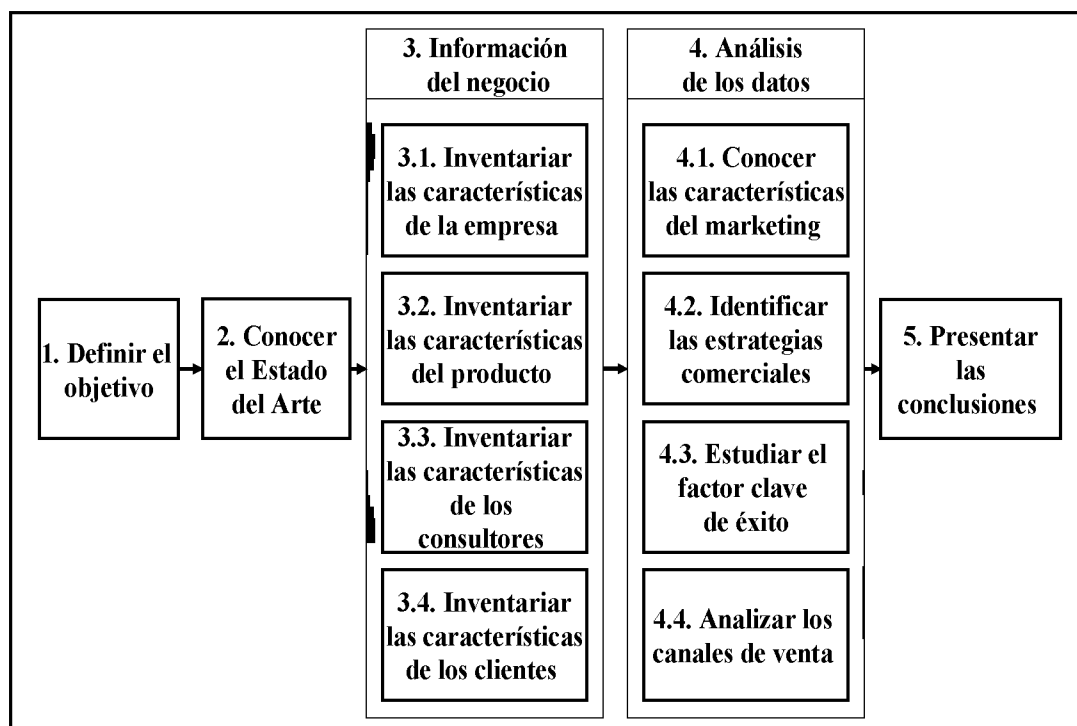 1. Definir el
objetivo
2. Conocer
el Estado
del Arte
3. Información
del negocio
3.1. Inventariar
las características
de la empresa
3.2. Inventariar
las características
del producto
3.3. Inventariar
las características
de los
consultores
3.4. Inventariar
las características
de los clientes
4. Análisis
de los datos
4.1. Conocer
las características
del marketing
4.2. Identificar
las estrategias
comerciales
4.3. Estudiar el
factor clave
de éxito
4.4. Analizar los
canales de venta
5. Presentar
las
conclusiones